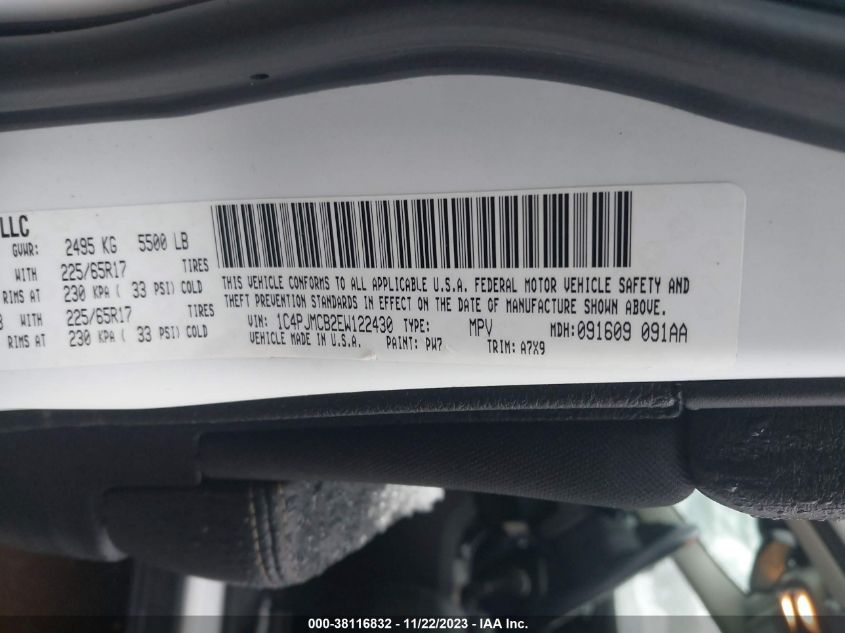 LLC
GVWR: 2495 KG 5500 LB
WITH 225/65R17 TIRES
RIMS AT 230 KPA ( 33 PSI) COLD
WITH 225/65R17 TIRES
RIMS AT 230 KPA ( 33 PSI) COLD
THIS VEHICLE CONFORMS TO ALL APPLICABLE U.S.A. FEDERAL MOTOR VEHICLE SAFETY AND
THEFT PREVENTION STANDARDS IN EFFECT ON THE DATE OF MANUFACTURE SHOWN ABOVE.
VIN: 1C4PJMCB2EW122430 TYPE: MPV MDH: 091609 091AA
VEHICLE MADE IN U.S.A. PAINT: PW7 TRIM: A7X9
000-38116832 - 11/22/2023 - IAA Inc.